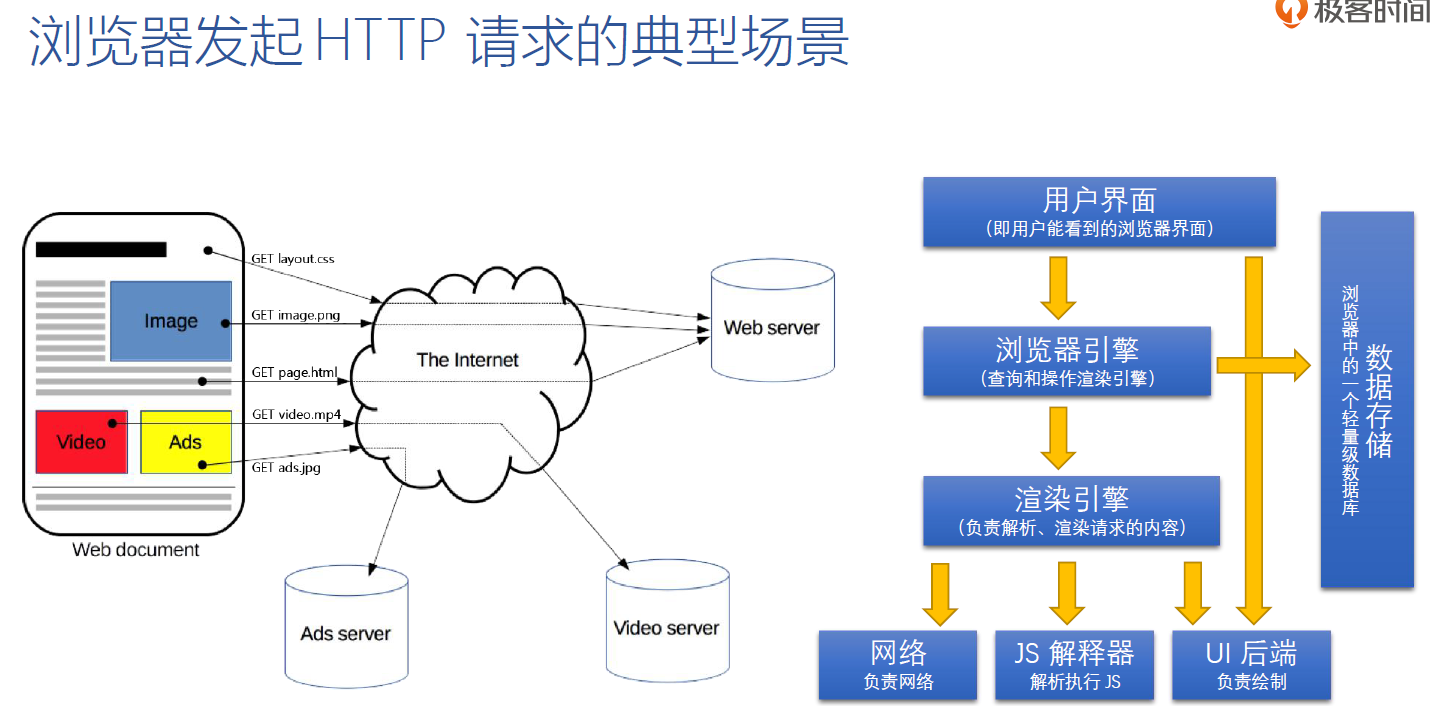 浏览器发起 HTTP 请求的典型场景
极客时间
GET layout.css
Image
GET image.png
The Internet
Web server
GET page.html
GET video.mp4
Video
Ads
GET ads.jpg
Web document
Ads server
Video server
用户界面
（即用户能看到的浏览器界面）
浏览器引擎
（查询和操作渲染引擎）
渲染引擎
（负责解析、渲染请求的内容）
网络
负责网络
JS 解释器
解析执行 JS
UI 后端
负责绘制
数据存储
浏览器中的一个轻量级数据库